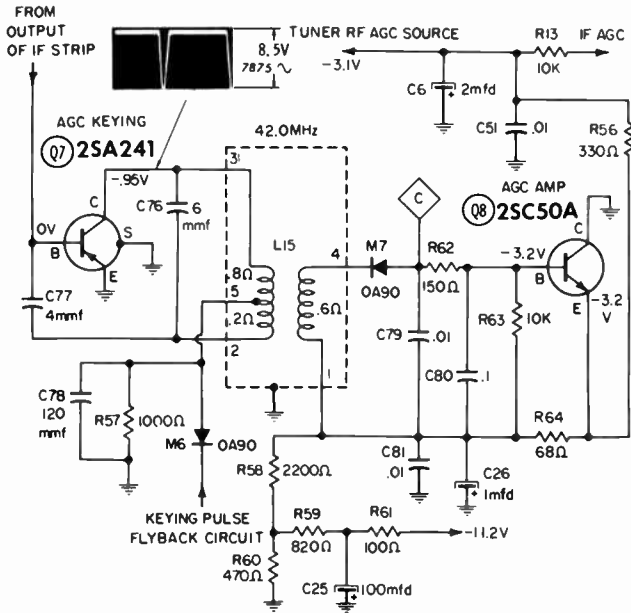 FROM
OUTPUT
OF IF STRIP
8.5V
7875 ~
TUNER RF AGC SOURCE
-3.1V
R13
10K
IF AGC
C6
+ 2mfd
C51
.01
R56
330Ω
AGC KEYING
Q7 2SA241
-.95V
42.0MHz
31
C76
6
mmf
0V
B
C
S
E
C77
4mmf
L15
.8Ω
5
.2Ω
2
4
.6Ω
1
M7
OA90
C
R62
150Ω
AGC AMP
Q8 2SC50A
-3.2V
B
C
E
-3.2
V
R63
10K
C79
.01
C80
.1
C78
120
mmf
R57
1000Ω
M6
OA90
R58
2200Ω
C81
.01
R64
68Ω
C26
+ 1mfd
KEYING PULSE
FLYBACK CIRCUIT
R59
820Ω
R61
100Ω
-11.2V
R60
470Ω
C25
+ 100mfd